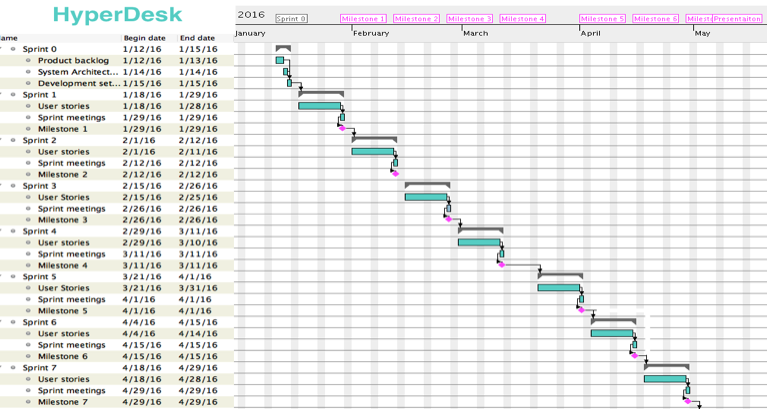 HyperDesk
2016
Sprint 0 Milestone 1 Milestone 2 Milestone 3 Milestone 4 Milestone 5 Milestone 6 Milest Presentaiton
January February March April May
ame Begin date End date
Sprint 0 1/12/16 1/15/16
Product backlog 1/12/16 1/13/16
System Architect... 1/14/16 1/14/16
Development set... 1/15/16 1/15/16
Sprint 1 1/18/16 1/29/16
User stories 1/18/16 1/28/16
Sprint meetings 1/29/16 1/29/16
Milestone 1 1/29/16 1/29/16
Sprint 2 2/1/16 2/12/16
User stories 2/1/16 2/11/16
Sprint meetings 2/12/16 2/12/16
Milestone 2 2/12/16 2/12/16
Sprint 3 2/15/16 2/26/16
User Stories 2/15/16 2/25/16
Sprint meetings 2/26/16 2/26/16
Milestone 3 2/26/16 2/26/16
Sprint 4 2/29/16 3/11/16
User stories 2/29/16 3/10/16
Sprint meetings 3/11/16 3/11/16
Milestone 4 3/11/16 3/11/16
Sprint 5 3/21/16 4/1/16
User Stories 3/21/16 3/31/16
Sprint meetings 4/1/16 4/1/16
Milestone 5 4/1/16 4/1/16
Sprint 6 4/4/16 4/15/16
User stories 4/4/16 4/14/16
Sprint meetings 4/15/16 4/15/16
Milestone 6 4/15/16 4/15/16
Sprint 7 4/18/16 4/29/16
User stories 4/18/16 4/28/16
Sprint meetings 4/29/16 4/29/16
Milestone 7 4/29/16 4/29/16